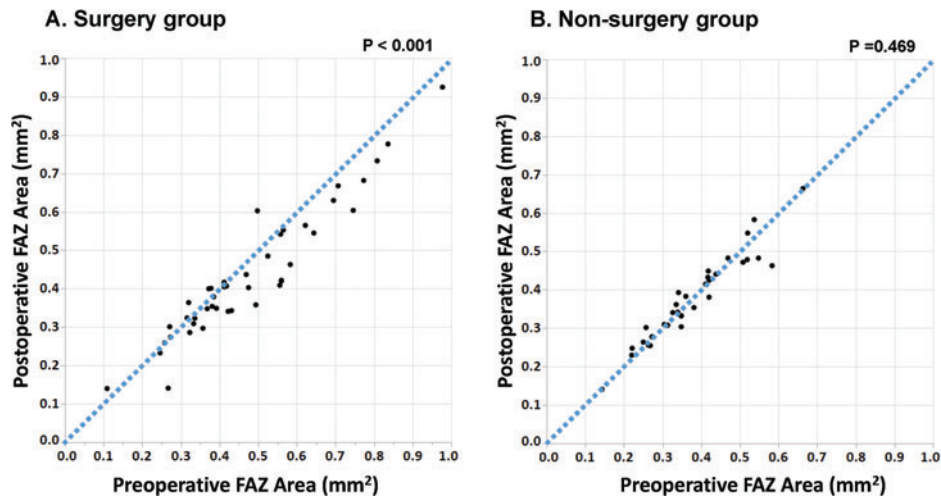 A. Surgery group
P < 0.001
1.0
0.9
0.8
0.7
0.6
0.5
0.4
0.3
0.2
0.1
0.0
Postoperative FAZ Area (mm²)
0.0 0.1 0.2 0.3 0.4 0.5 0.6 0.7 0.8 0.9 1.0
Preoperative FAZ Area (mm²)
B. Non-surgery group
P =0.469
1.0
0.9
0.8
0.7
0.6
0.5
0.4
0.3
0.2
0.1
0.0
Postoperative FAZ Area (mm²)
0.0 0.1 0.2 0.3 0.4 0.5 0.6 0.7 0.8 0.9 1.0
Preoperative FAZ Area (mm²)